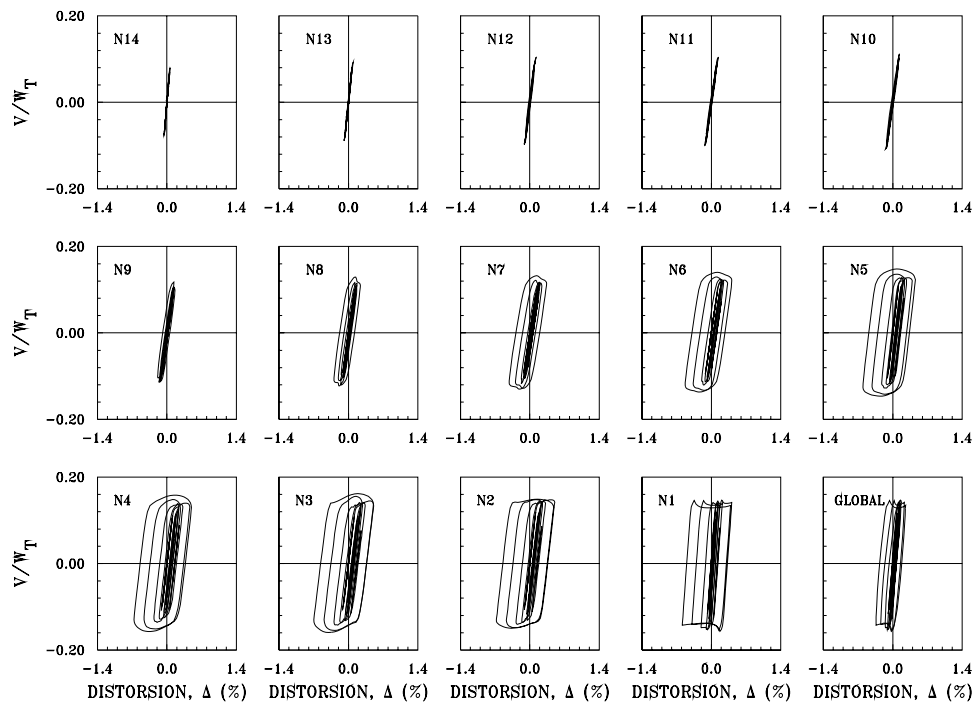 0.20 N14 N13 N12 N11 N10
V/W_T 0.00
-0.20
-1.4 0.0 1.4 -1.4 0.0 1.4 -1.4 0.0 1.4 -1.4 0.0 1.4 -1.4 0.0 1.4
0.20 N9 N8 N7 N6 N5
V/W_T 0.00
-0.20
-1.4 0.0 1.4 -1.4 0.0 1.4 -1.4 0.0 1.4 -1.4 0.0 1.4 -1.4 0.0 1.4
0.20 N4 N3 N2 N1 GLOBAL
V/W_T 0.00
-0.20
-1.4 0.0 1.4 -1.4 0.0 1.4 -1.4 0.0 1.4 -1.4 0.0 1.4 -1.4 0.0 1.4
DISTORSION, Δ (%) DISTORSION, Δ (%) DISTORSION, Δ (%) DISTORSION, Δ (%) DISTORSION, Δ (%)